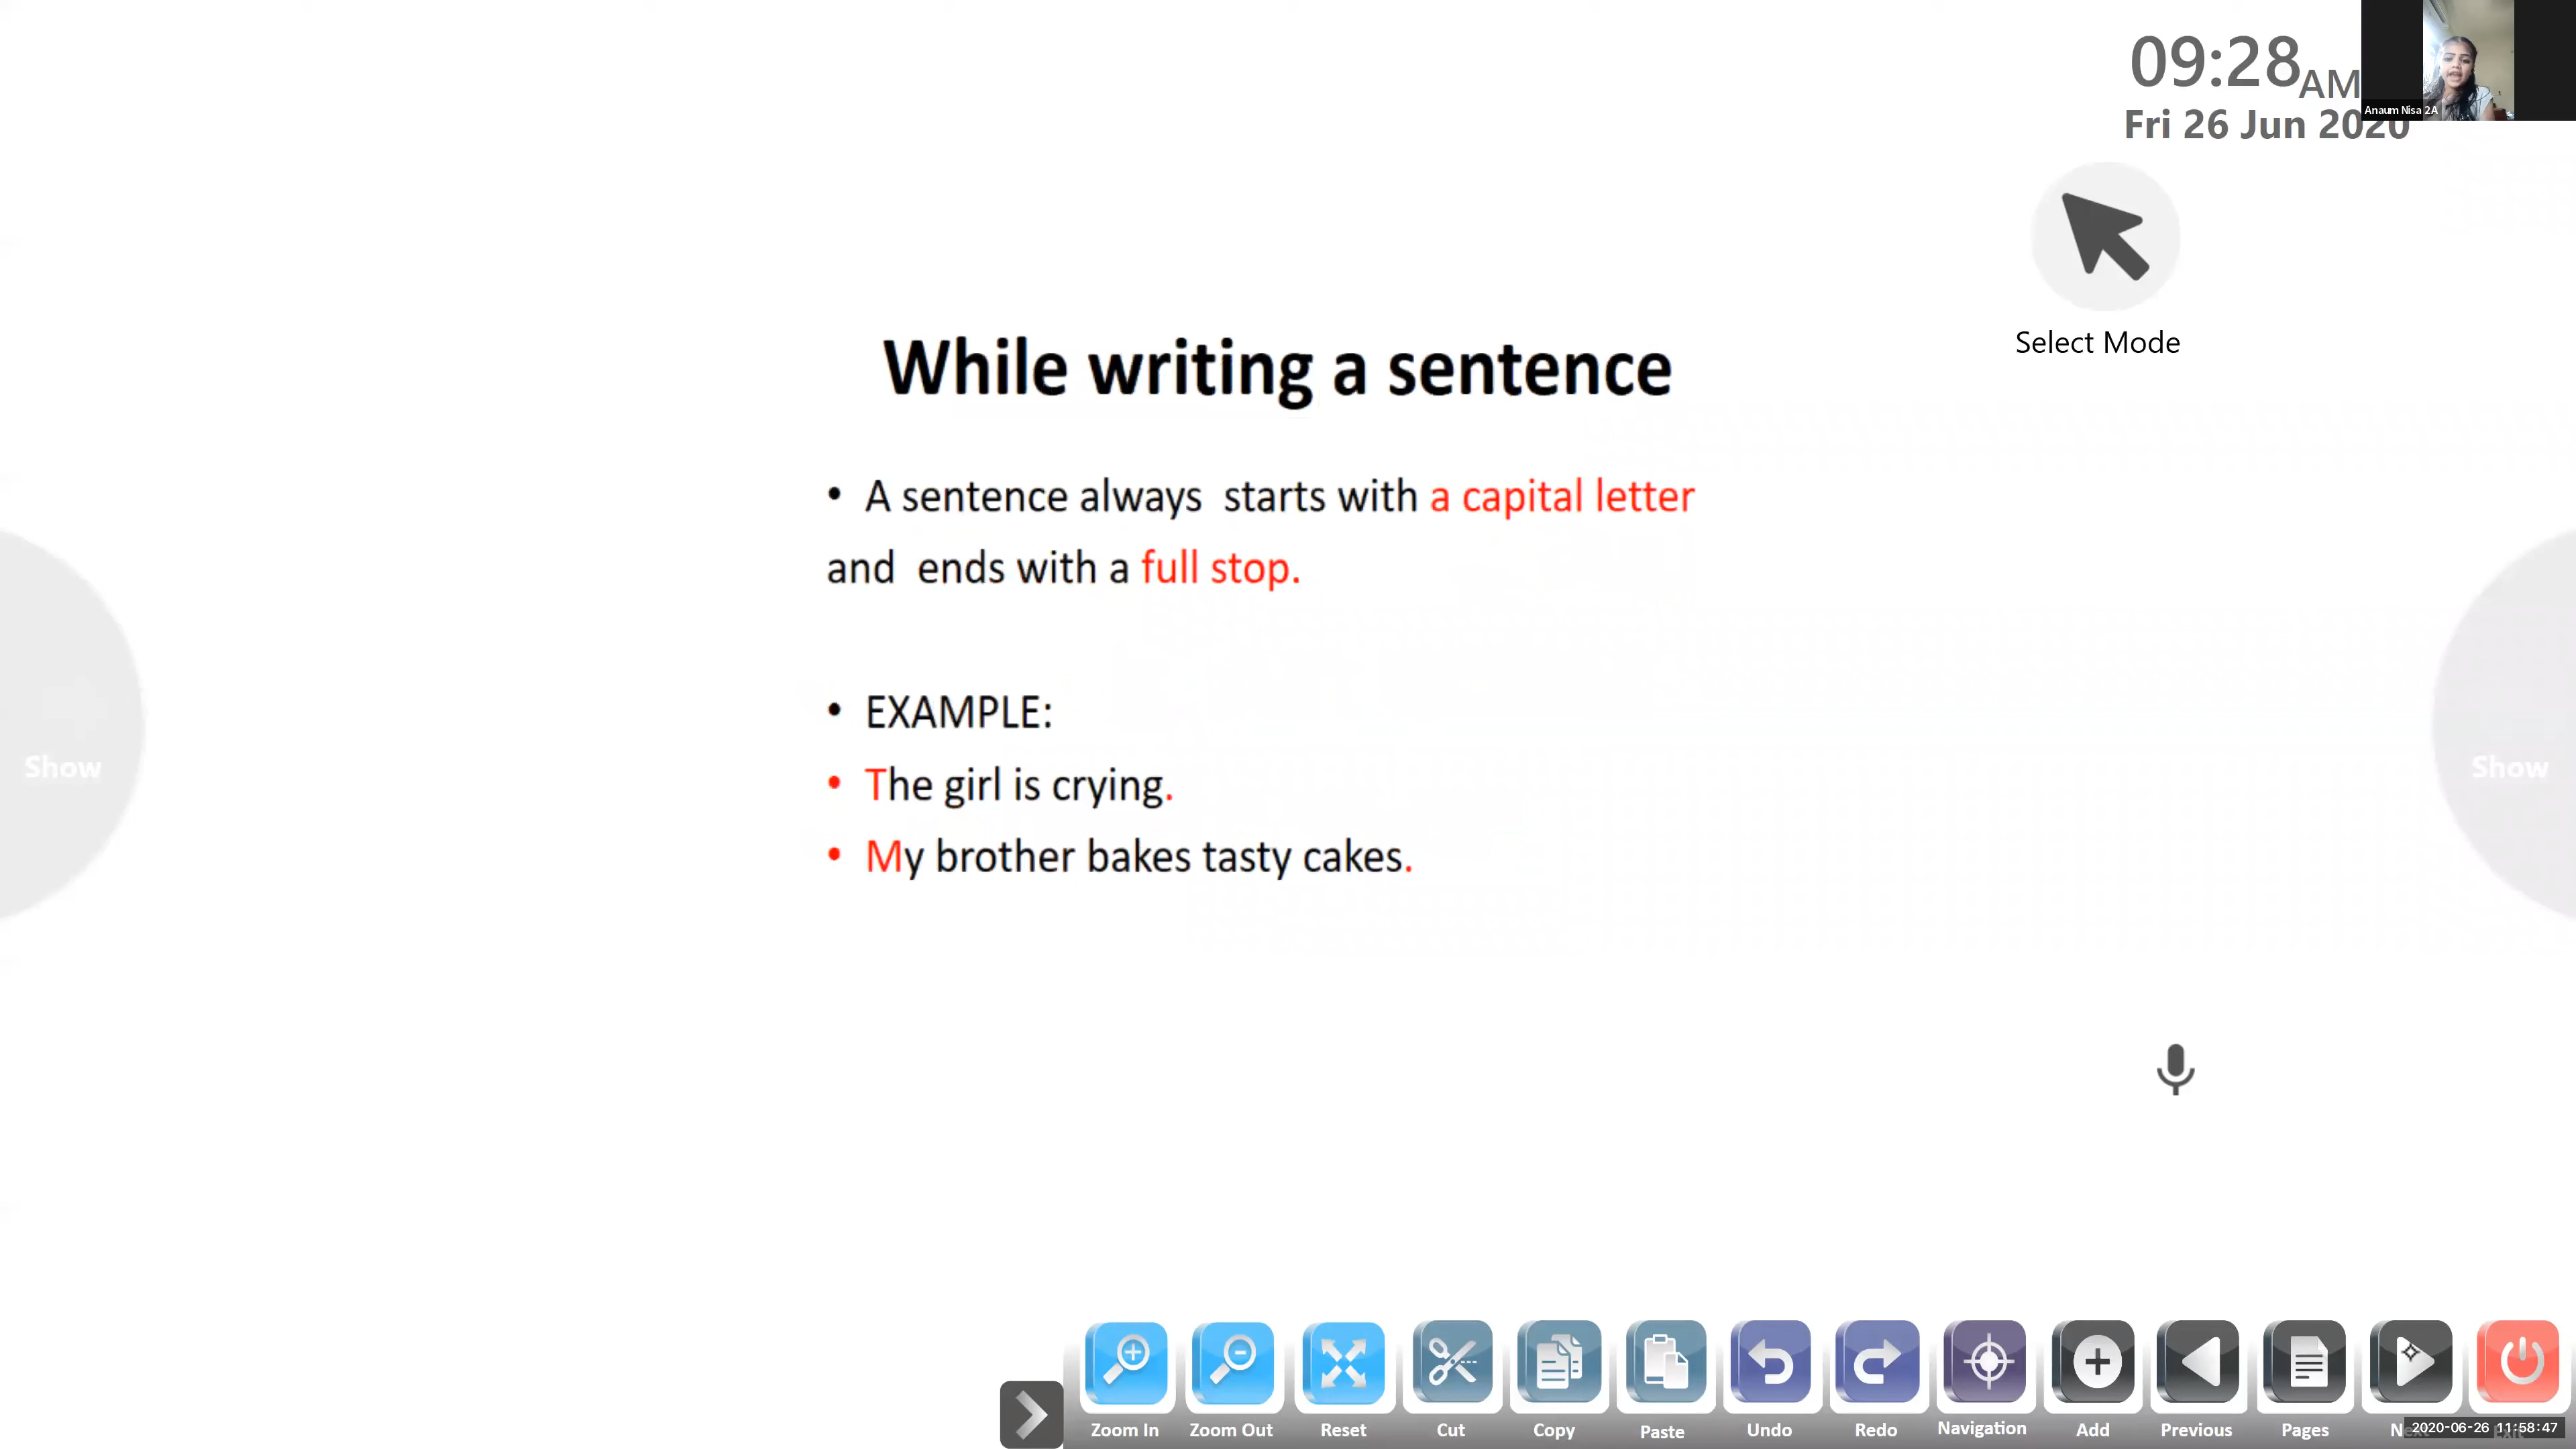 09:28 AM
Fri 26 Jun 2020
Anaum Nisa 2A
Select Mode
While writing a sentence
• A sentence always starts with a capital letter
and ends with a full stop.
• EXAMPLE:
• The girl is crying.
• My brother bakes tasty cakes.
Show
Show
Zoom In Zoom Out Reset Cut Copy Paste Undo Redo Navigation Add Previous Pages
2020-06-26 11:58:47